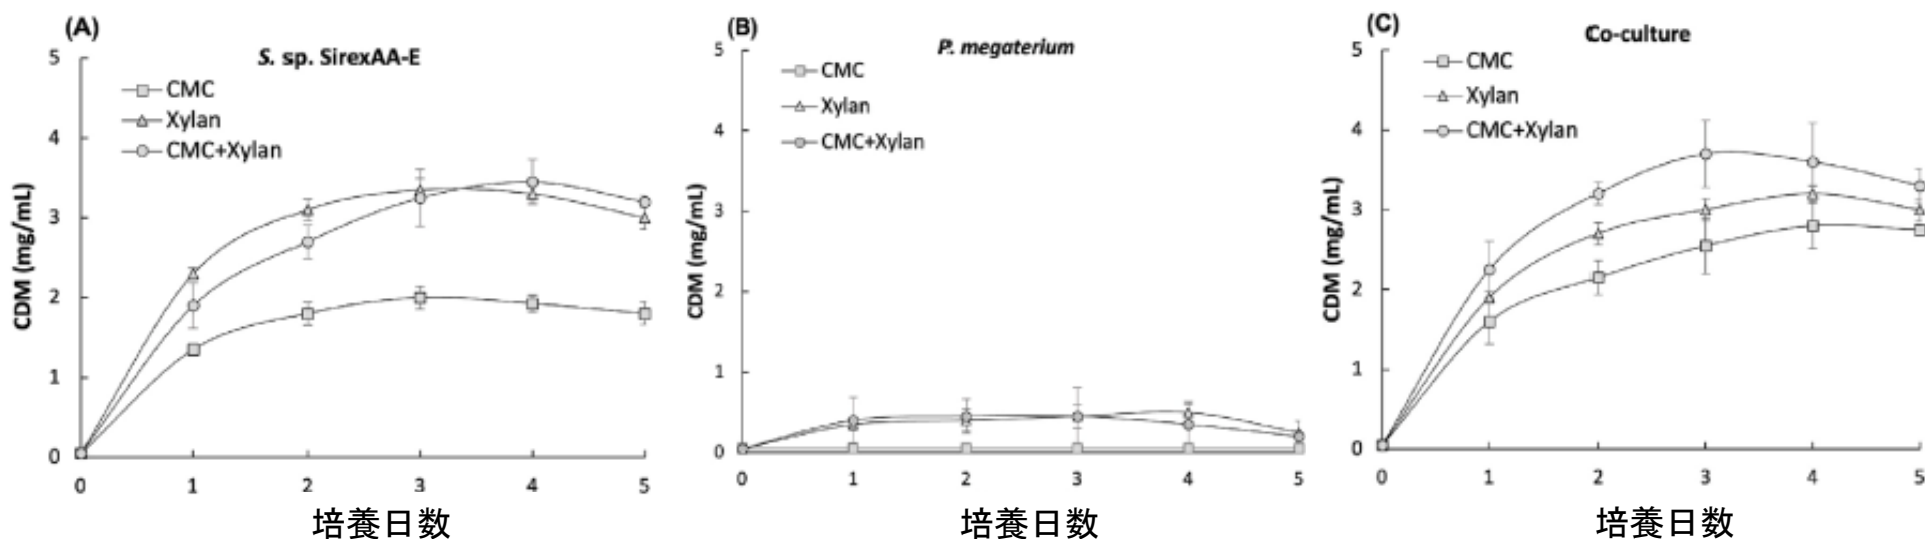 (A)
S. sp. SirexAA-E
CMC
Xylan
CMC+Xylan
CDM (mg/mL)
5
4
3
2
1
0
0 1 2 3 4 5
培養日数
(B)
P. megaterium
CMC
Xylan
CMC+Xylan
CDM (mg/mL)
5
4
3
2
1
0
0 1 2 3 4 5
培養日数
(C)
Co-culture
CMC
Xylan
CMC+Xylan
CDM (mg/mL)
5
4
3
2
1
0
0 1 2 3 4 5
培養日数